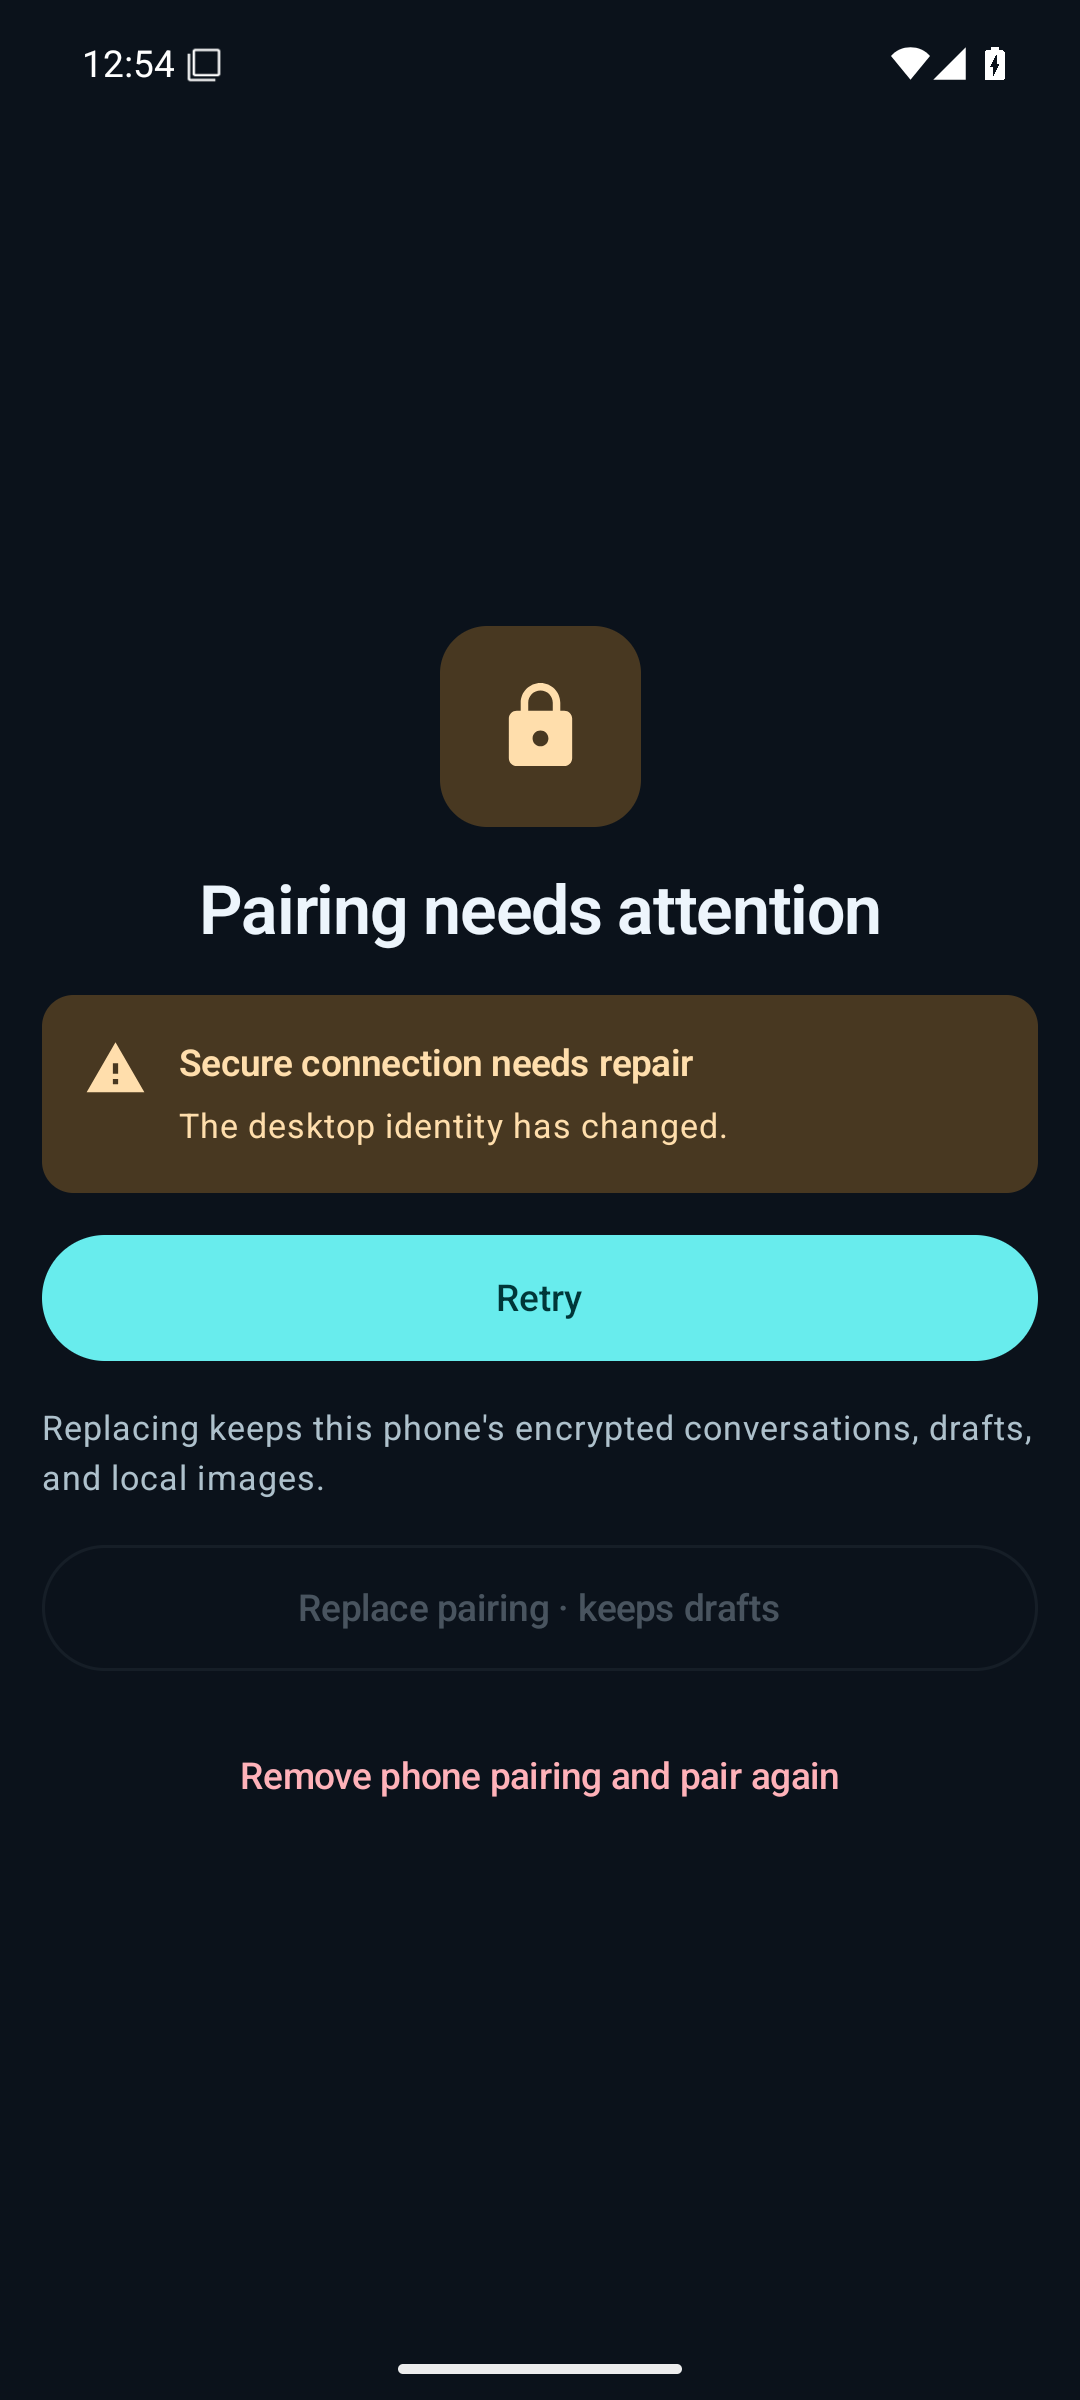 12:54
Pairing needs attention
Secure connection needs repair
The desktop identity has changed.
Retry
Replacing keeps this phone's encrypted conversations, drafts,
and local images.
Replace pairing · keeps drafts
Remove phone pairing and pair again